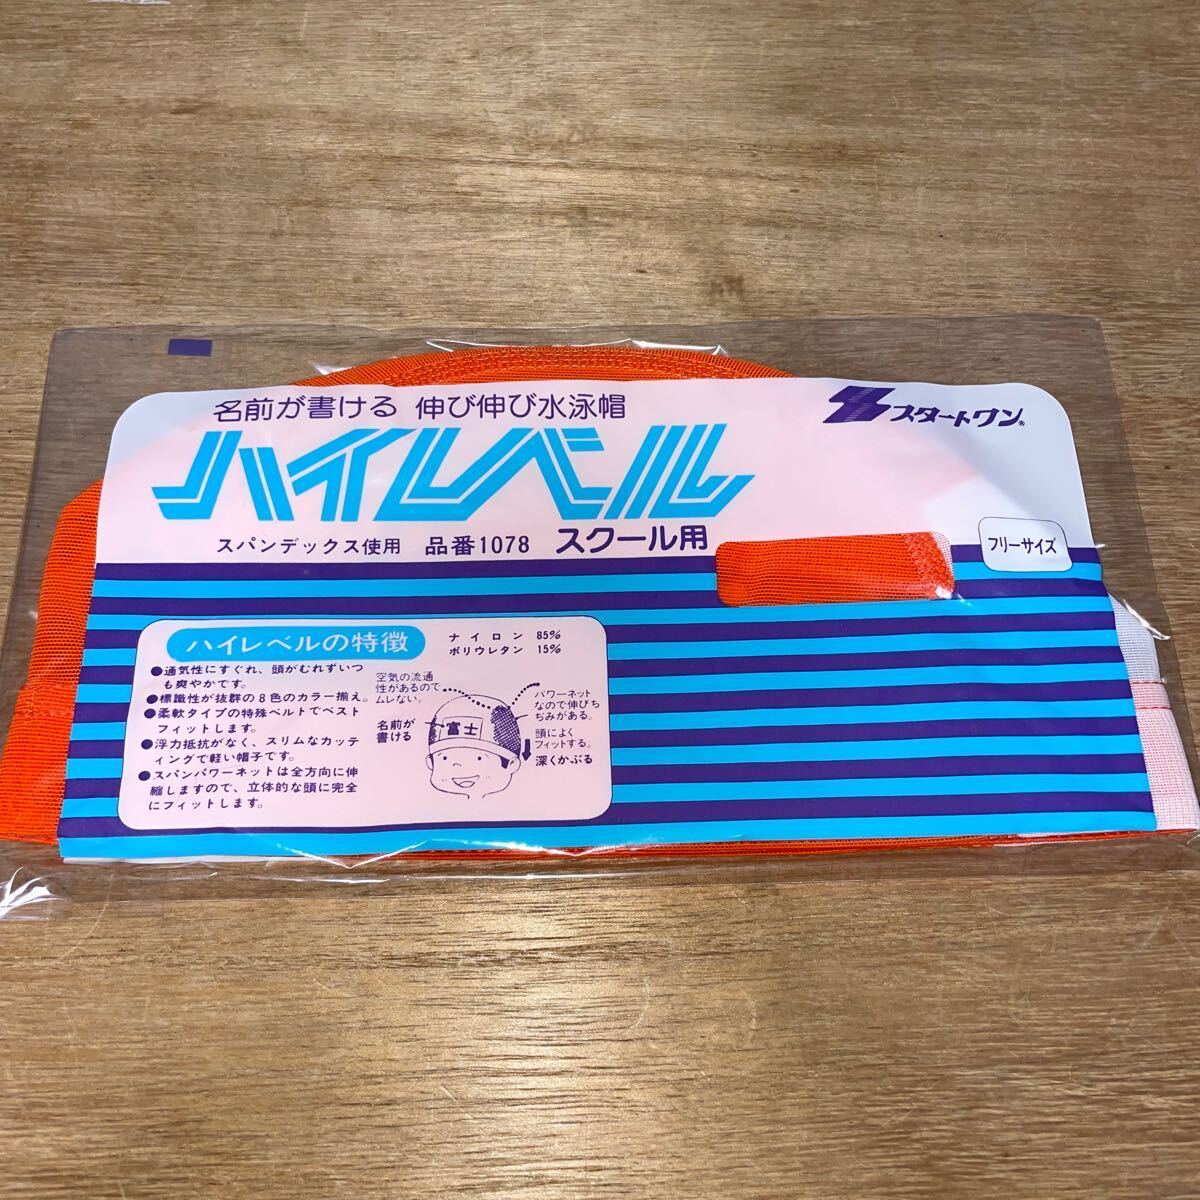 名前が書ける 伸び伸び水泳帽
スタートワン®
ハイレベル
スパンデックス使用 品番1078 スクール用
フリーサイズ
ハイレベルの特徴
ナイロン 85%
ポリウレタン 15%
●通気性にすぐれ、頭がむれずいつ
も爽やかです。
●標識性が抜群の8色のカラー揃え。
●柔軟タイプの特殊ベルトでベスト
フィットします。
●浮力抵抗がなく、スリムなカッテ
ィングで軽い帽子です。
●スパンパワーネットは全方向に伸
縮しますので、立体的な頭に完全
にフィットします。
空気の流通
性があるので
ムレない。
名前が
書ける
富士
パワーネット
なので伸びち
ぢみがある。
頭によく
フィットする。
深くかぶる